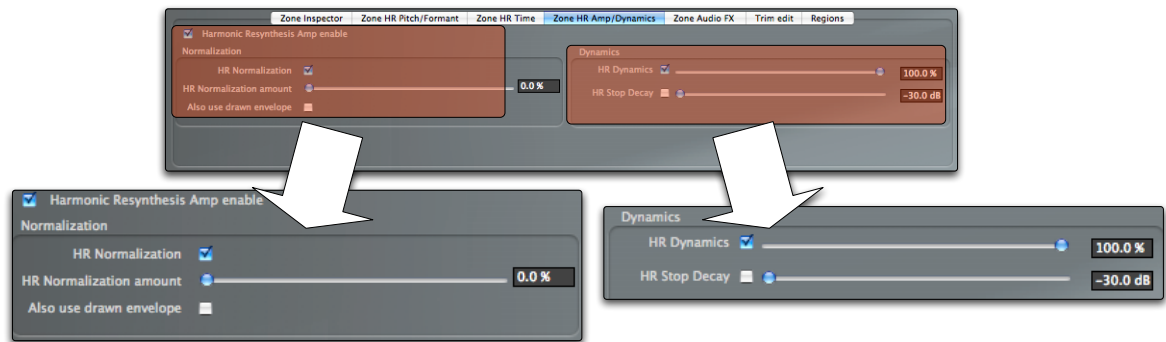 Zone Inspector Zone HR Pitch/Formant Zone HR Time Zone HR Amp/Dynamics Zone Audio FX Trim edit Regions
Harmonic Resynthesis Amp enable
Normalization
HR Normalization
HR Normalization amount 0.0 %
Also use drawn envelope
Dynamics
HR Dynamics 100.0 %
HR Stop Decay -30.0 dB
Harmonic Resynthesis Amp enable
Normalization
HR Normalization
HR Normalization amount 0.0 %
Also use drawn envelope
Dynamics
HR Dynamics 100.0 %
HR Stop Decay -30.0 dB